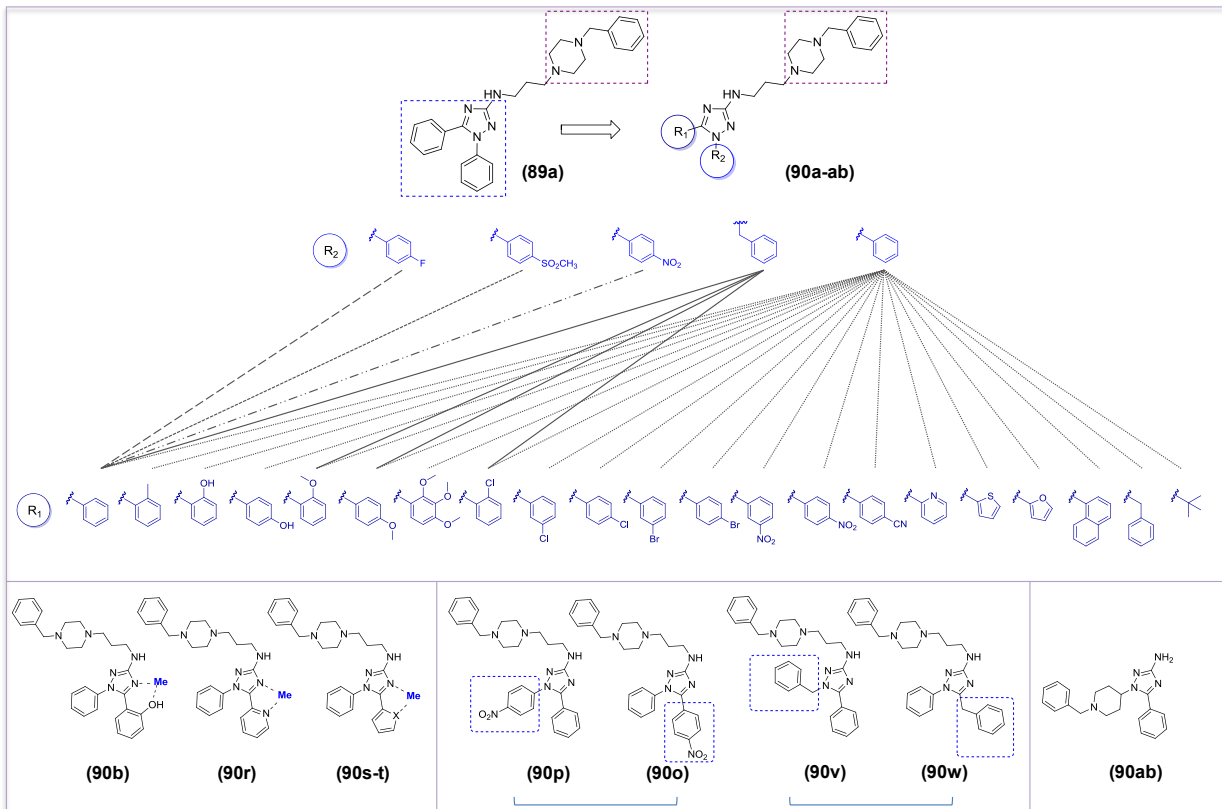 N N
N N
HN HN
N N
N N
R1 N N
R2
(89a) (90a-ab)
R2
F
SO2CH3
NO2
R1
OH
OH
O
O
O
O
O
Cl
Cl
Cl
Br
Br
NO2
NO2
CN
N
S
O
N N
NH
N N
N
Me
OH
(90b)
N N
NH
N N
N
Me
N
(90r)
N N
NH
N N
N
Me
X
(90s-t)
N N
NH
N N
N
O2N
(90p)
N N
NH
N N
N
NO2
(90o)
N N
NH
N N
N
(90v)
N N
NH
N N
N
(90w)
NH2
N N
N
N
(90ab)